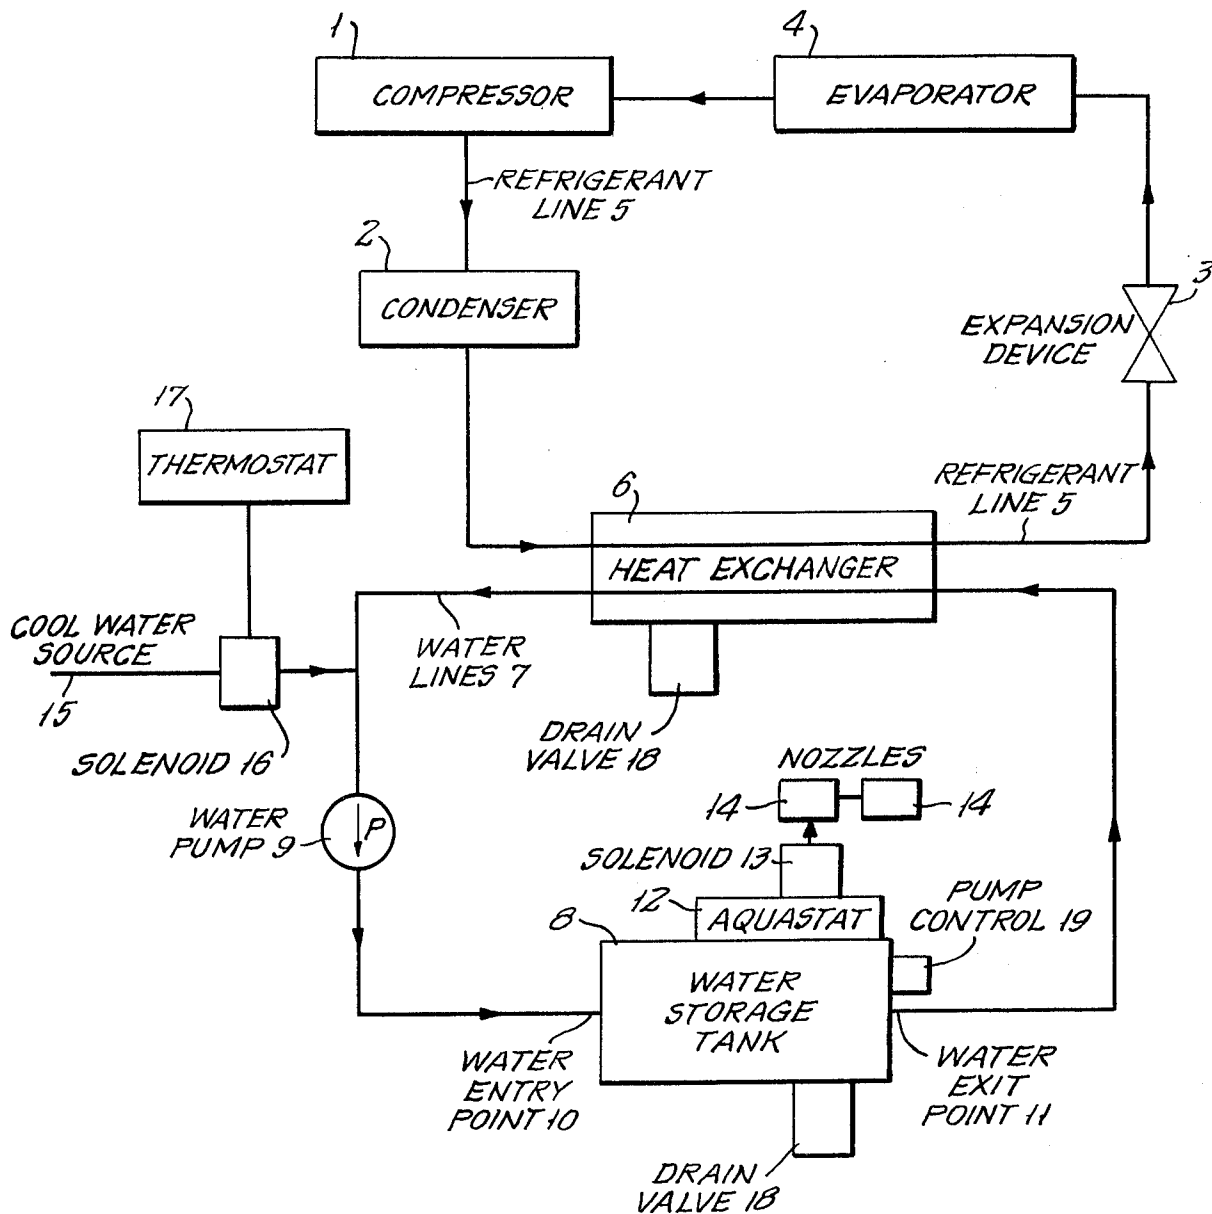 1
COMPRESSOR
4
EVAPORATOR
REFRIGERANT
LINE 5
2
CONDENSER
3
EXPANSION
DEVICE
17
THERMOSTAT
6
HEAT EXCHANGER
REFRIGERANT
LINE 5
COOL WATER
SOURCE
15
SOLENOID 16
WATER
LINES 7
DRAIN
VALVE 18
NOZZLES
14
14
WATER
PUMP 9
P
SOLENOID 13
12
AQUASTAT
PUMP
CONTROL 19
8
WATER
STORAGE
TANK
WATER
ENTRY
POINT 10
WATER
EXIT
POINT 11
DRAIN
VALVE 18